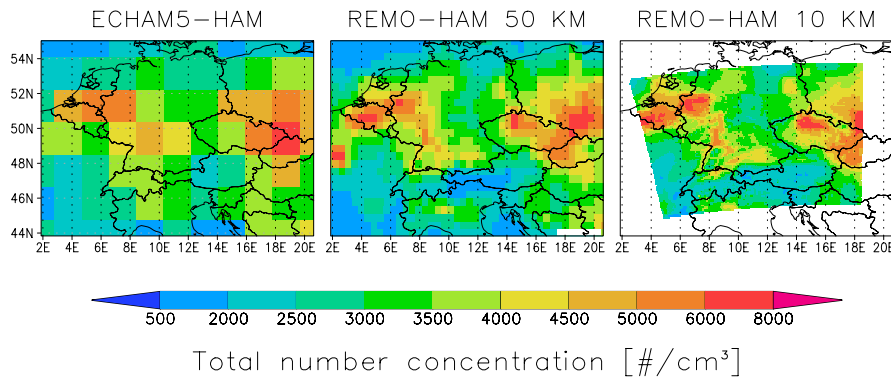 ECHAM5-HAM REMO-HAM 50 KM REMO-HAM 10 KM
54N
52N
50N
48N
46N
44N
2E 4E 6E 8E 10E 12E 14E 16E 18E 20E 2E 4E 6E 8E 10E 12E 14E 16E 18E 20E 2E 4E 6E 8E 10E 12E 14E 16E 18E 20E
500 2000 2500 3000 3500 4000 4500 5000 6000 8000
Total number concentration [#/cm³]